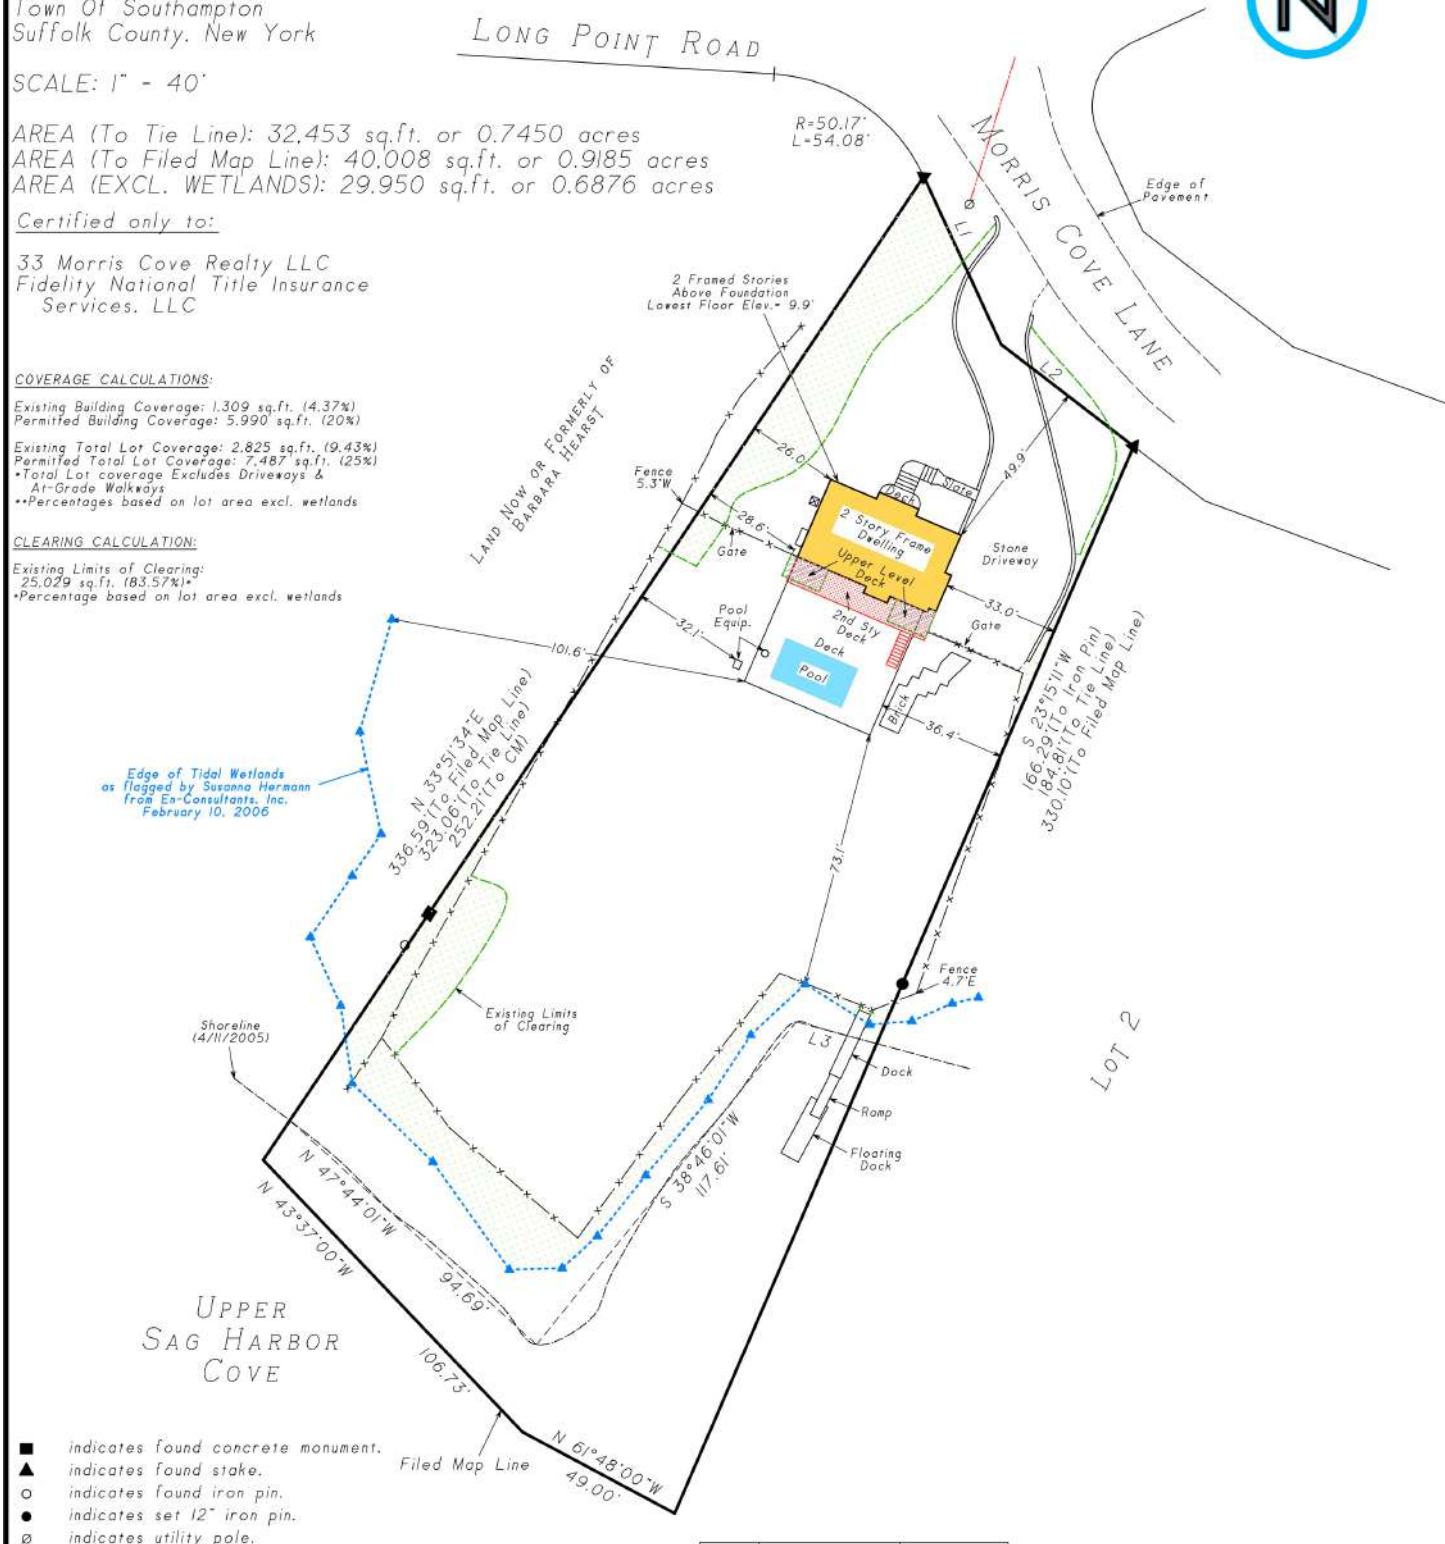 Town Of Southampton
Suffolk County, New York
SCALE: 1" - 40'
AREA (To Tie Line): 32,453 sq.ft. or 0.7450 acres
AREA (To Filed Map Line): 40,008 sq.ft. or 0.9185 acres
AREA (EXCL. WETLANDS): 29,950 sq.ft. or 0.6876 acres
Certified only to:
33 Morris Cove Realty LLC
Fidelity National Title Insurance
Services, LLC
COVERAGE CALCULATIONS:
Existing Building Coverage: 1,309 sq.ft. (4.37%)
Permitted Building Coverage: 5,990 sq.ft. (20%)
Existing Total Lot Coverage: 2,825 sq.ft. (9.43%)
Permitted Total Lot Coverage: 7,487 sq.ft. (25%)
*Total Lot coverage Excludes Driveways &
At-Grade Walkways
**Percentages based on lot area excl. wetlands
CLEARING CALCULATION:
Existing Limits of Clearing:
25,029 sq.ft. (83.57%)*
*Percentage based on lot area excl. wetlands
LONG POINT ROAD
R=50.17'
L=54.08'
N
MORRIS COVE LANE
Edge of
Pavement
L1
L2
2 Framed Stories
Above Foundation
Lowest Floor Elev.= 9.9'
LAND NOW OR FORMERLY OF
BARBARA HEARST
Fence
5.3'W
26.0'
28.6'
Gate
49.9'
Deck
Slate
2 Story Frame
Dwelling
Upper Level
Deck
Stone
Driveway
33.0'
Gate
2nd Sty
Deck
Pool
Equip.
32.1'
101.6'
Deck
Pool
Brick
36.4'
S 23°15'11"W
166.29'(To Iron Pin)
184.81'(To Tie Line)
330.10'(To Filed Map Line)
N 33°51'34"E
336.59'(To Filed Map Line)
323.06'(To Tie Line)
252.21'(To CM)
Edge of Tidal Wetlands
as flagged by Susanna Hermann
from En-Consultants, Inc.
February 10, 2006
73.1'
Fence
4.7'E
Existing Limits
of Clearing
Shoreline
(4/11/2005)
L3
Dock
Ramp
Floating
Dock
LOT 2
S 38°46'01"W
117.61'
N 47°44'01"W
94.69'
N 43°37'00"W
106.73'
UPPER
SAG HARBOR
COVE
Filed Map Line
N 61°48'00"W
49.00'
indicates found concrete monument.
indicates found stake.
indicates found iron pin.
indicates set 12" iron pin.
indicates utility pole.